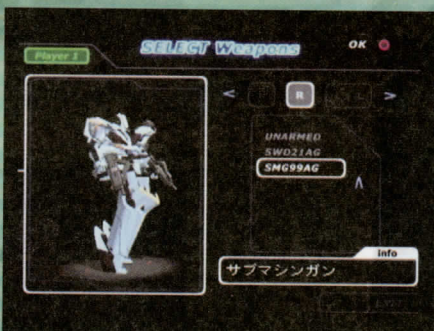 Player 1
SELECT Weapons
OK
< R >
UNARMED
SWD21AG
SMG99AG
info
サブマシンガン